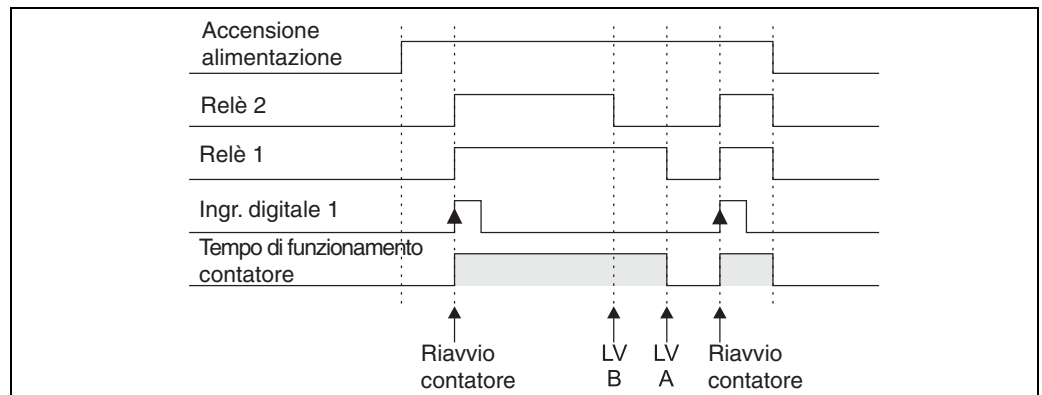 Accensione
alimentazione
Relè 2
Relè 1
Ingr. digitale 1
Tempo di funzionamento
contatore
Riavvio
contatore
LV
B
LV
A
Riavvio
contatore